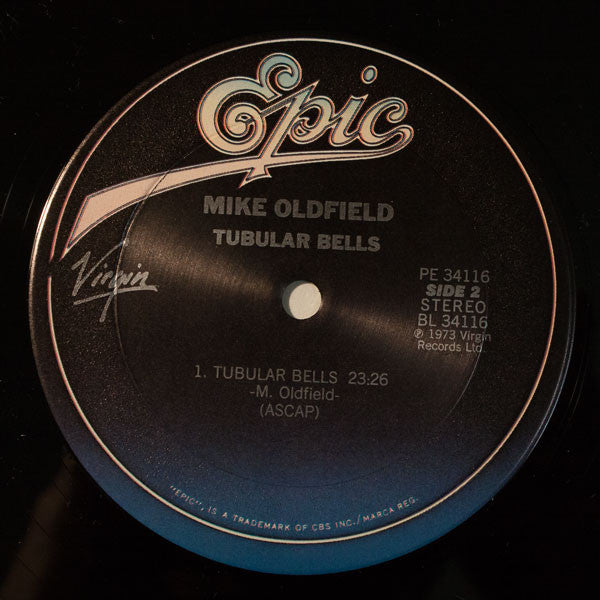 Epic
MIKE OLDFIELD
TUBULAR BELLS
Virgin
PE 34116
SIDE 2
STEREO
BL 34116
℗ 1973 Virgin
Records Ltd.
1. TUBULAR BELLS 23:26
-M. Oldfield-
(ASCAP)
"EPIC", IS A TRADEMARK OF CBS INC./MARCA REG.